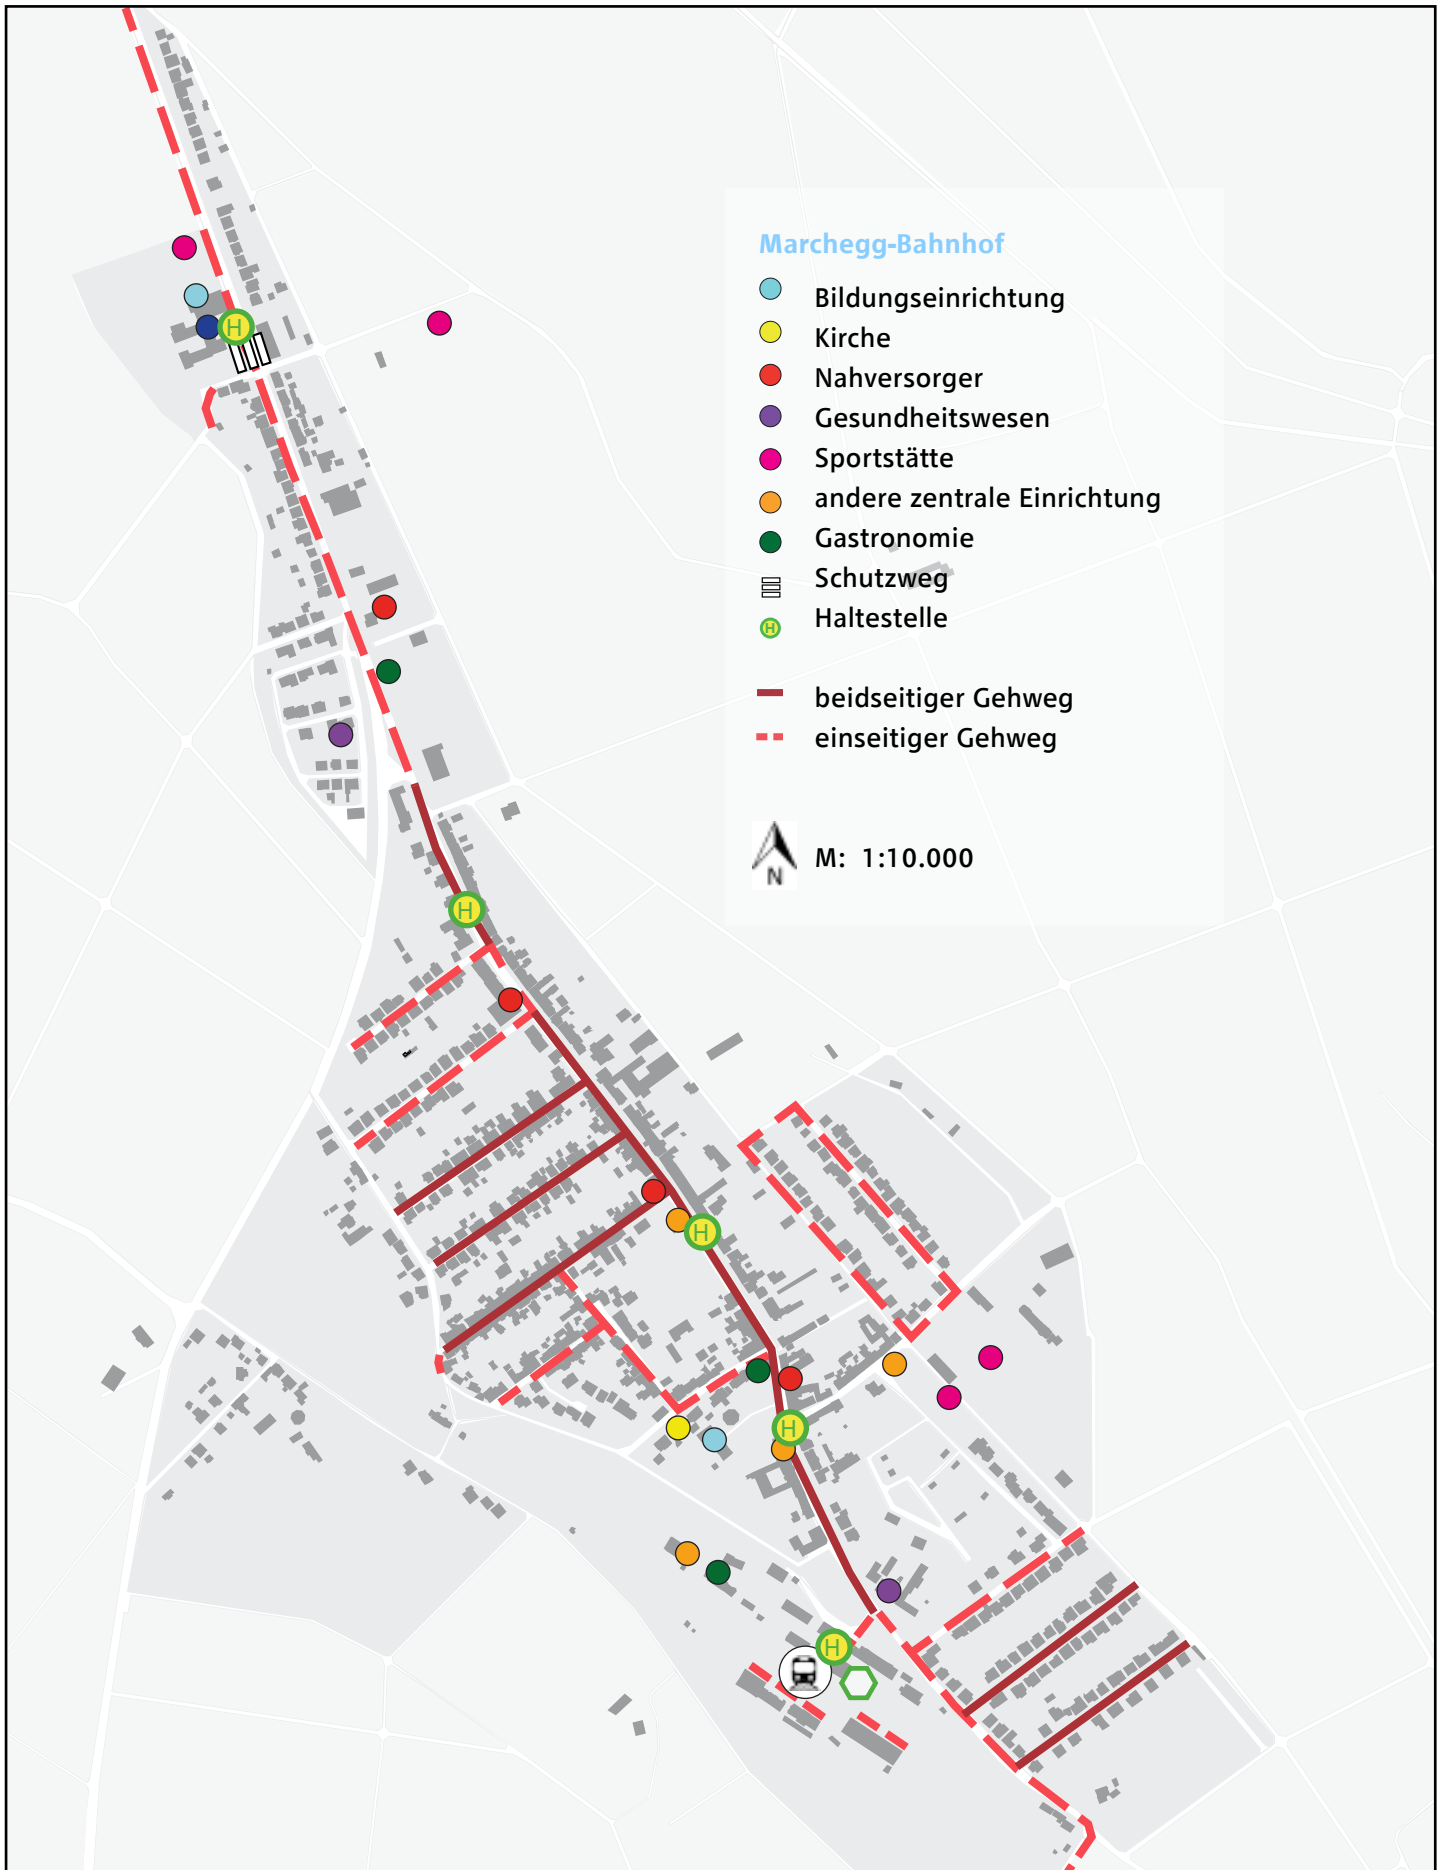 H
Marchegg-Bahnhof
Bildungseinrichtung
Kirche
Nahversorger
Gesundheitswesen
Sportstätte
andere zentrale Einrichtung
Gastronomie
Schutzweg
H Haltestelle
beidseitiger Gehweg
einseitiger Gehweg
N M: 1:10.000
H
H
H
H